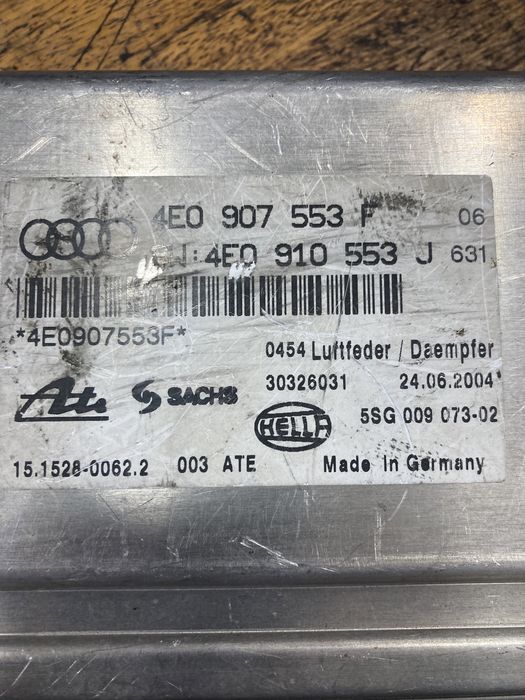 4E0 907 553 F 06
J: 4E0 910 553 J 631
*4E0907553F*
0454 Luftfeder / Daempfer
30326031 24.06.2004
Ate SACHS HELLA 5SG 009 073-02
15.1528-0062.2 003 ATE Made in Germany